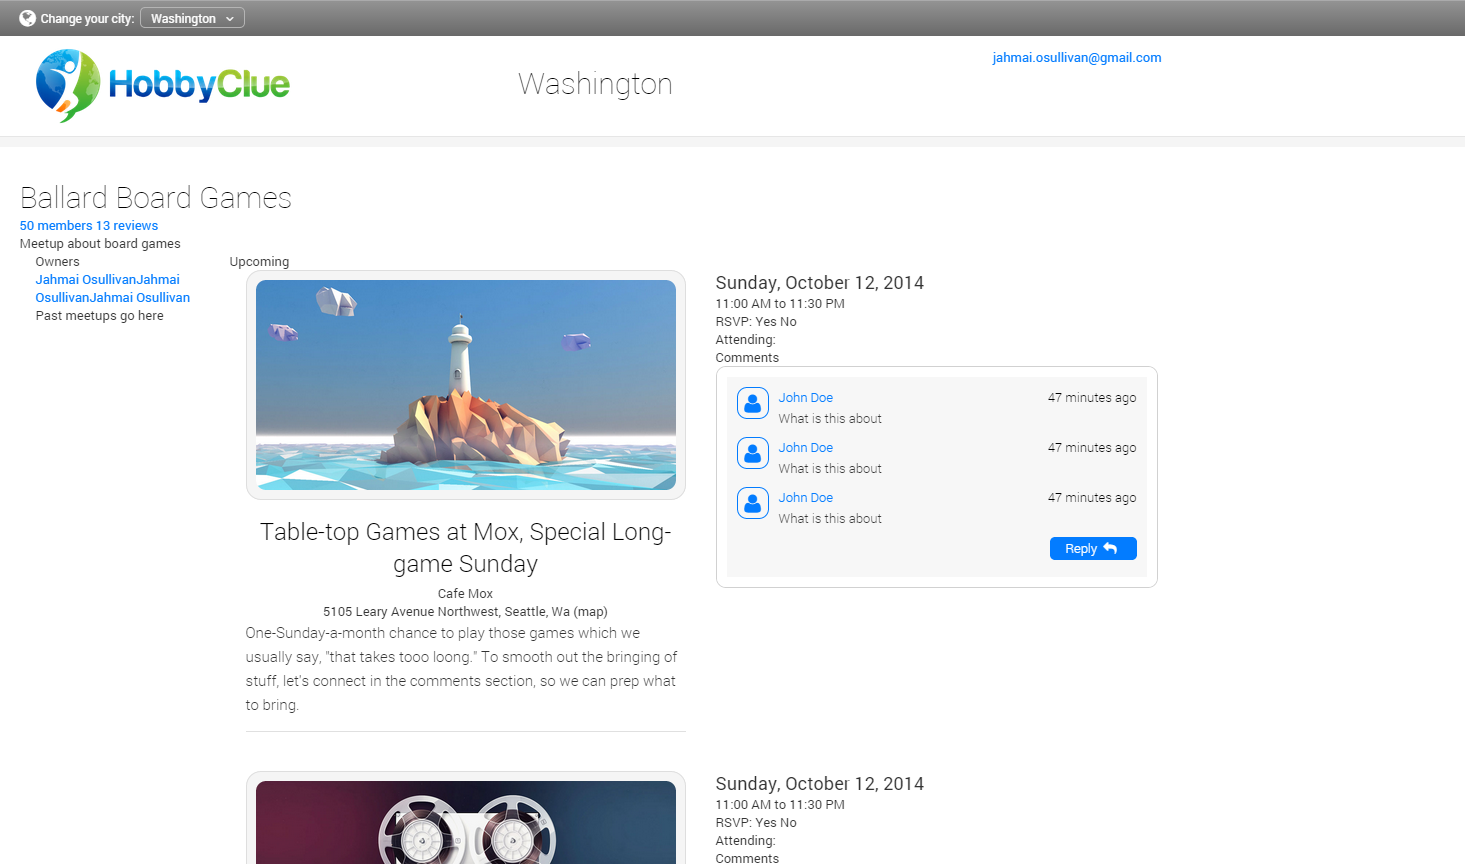 Change your city: Washington
HobbyClue
Washington
jahmai.osullivan@gmail.com
Ballard Board Games
50 members 13 reviews
Meetup about board games
Owners
Jahmai OsullivanJahmai
OsullivanJahmai Osullivan
Past meetups go here
Upcoming
Table-top Games at Mox, Special Long-
game Sunday
Cafe Mox
5105 Leary Avenue Northwest, Seattle, Wa (map)
One-Sunday-a-month chance to play those games which we
usually say, "that takes tooo loong." To smooth out the bringing of
stuff, let's connect in the comments section, so we can prep what
to bring.
Sunday, October 12, 2014
11:00 AM to 11:30 PM
RSVP: Yes No
Attending:
Comments
John Doe 47 minutes ago
What is this about
John Doe 47 minutes ago
What is this about
John Doe 47 minutes ago
What is this about
Reply
Sunday, October 12, 2014
11:00 AM to 11:30 PM
RSVP: Yes No
Attending:
Comments